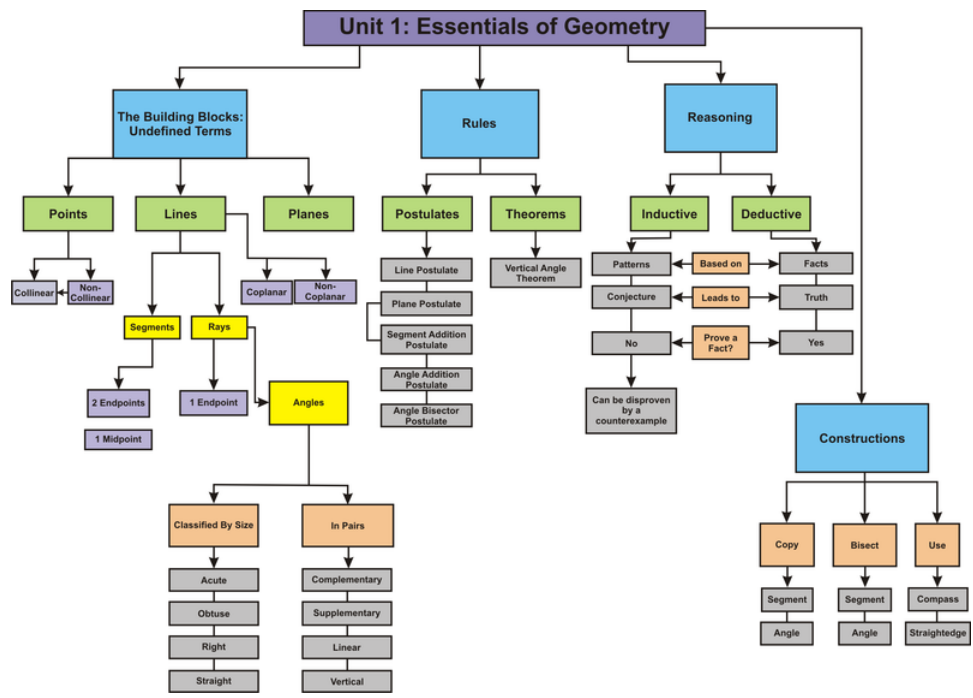 Unit 1: Essentials of Geometry
The Building Blocks:
Undefined Terms
Rules
Reasoning
Points
Lines
Planes
Postulates
Theorems
Inductive
Deductive
Collinear
Non-
Collinear
Coplanar
Non-
Coplanar
Line Postulate
Vertical Angle
Theorem
Patterns
Based on
Facts
Plane Postulate
Conjecture
Leads to
Truth
Segments
Rays
Segment Addition
Postulate
No
Prove a
Fact?
Yes
2 Endpoints
1 Endpoint
Angles
Angle Addition
Postulate
Angle Bisector
Postulate
Can be disproven
by a
counterexample
1 Midpoint
Constructions
Classified By Size
In Pairs
Copy
Bisect
Use
Acute
Complementary
Segment
Segment
Compass
Obtuse
Supplementary
Angle
Angle
Straightedge
Right
Linear
Straight
Vertical